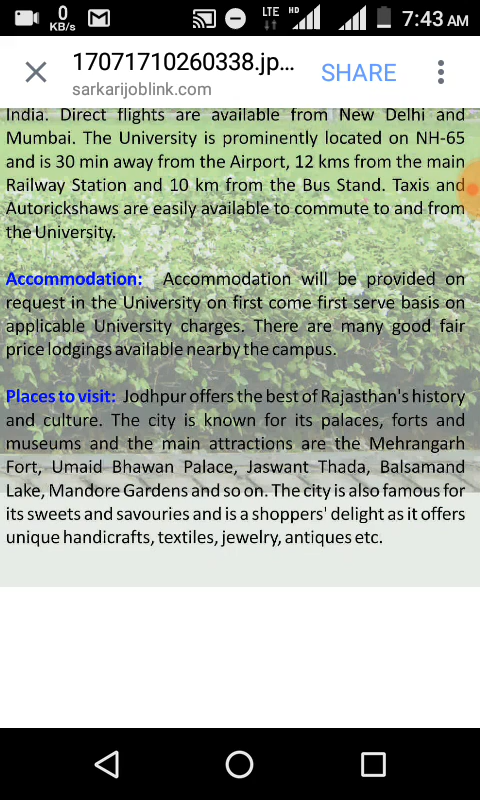 0
KB/s
LTE
HD
7:43 AM
17071710260338.jp...
SHARE
sarkarijoblink.com
India. Direct flights are available from New Delhi and
Mumbai. The University is prominently located on NH-65
and is 30 min away from the Airport, 12 kms from the main
Railway Station and 10 km from the Bus Stand. Taxis and
Autorickshaws are easily available to commute to and from
the University.
Accommodation: Accommodation will be provided on
request in the University on first come first serve basis on
applicable University charges. There are many good fair
price lodgings available nearby the campus.
Places to visit: Jodhpur offers the best of Rajasthan's history
and culture. The city is known for its palaces, forts and
museums and the main attractions are the Mehrangarh
Fort, Umaid Bhawan Palace, Jaswant Thada, Balsamand
Lake, Mandore Gardens and so on. The city is also famous for
its sweets and savouries and is a shoppers' delight as it offers
unique handicrafts, textiles, jewelry, antiques etc.